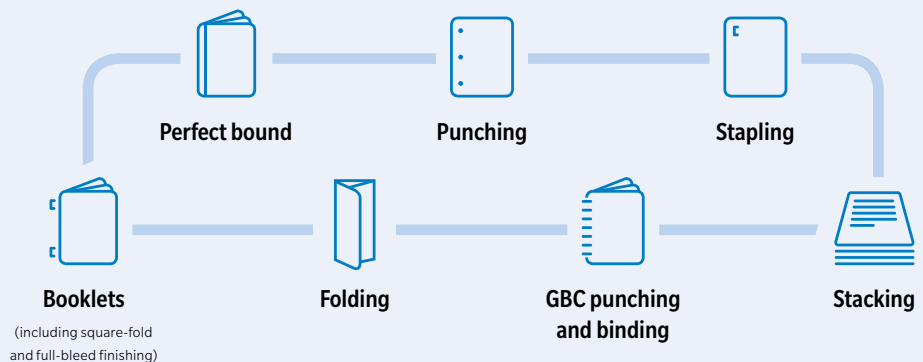 Perfect bound
Punching
Stapling
Booklets
(including square-fold
and full-bleed finishing)
Folding
GBC punching
and binding
Stacking